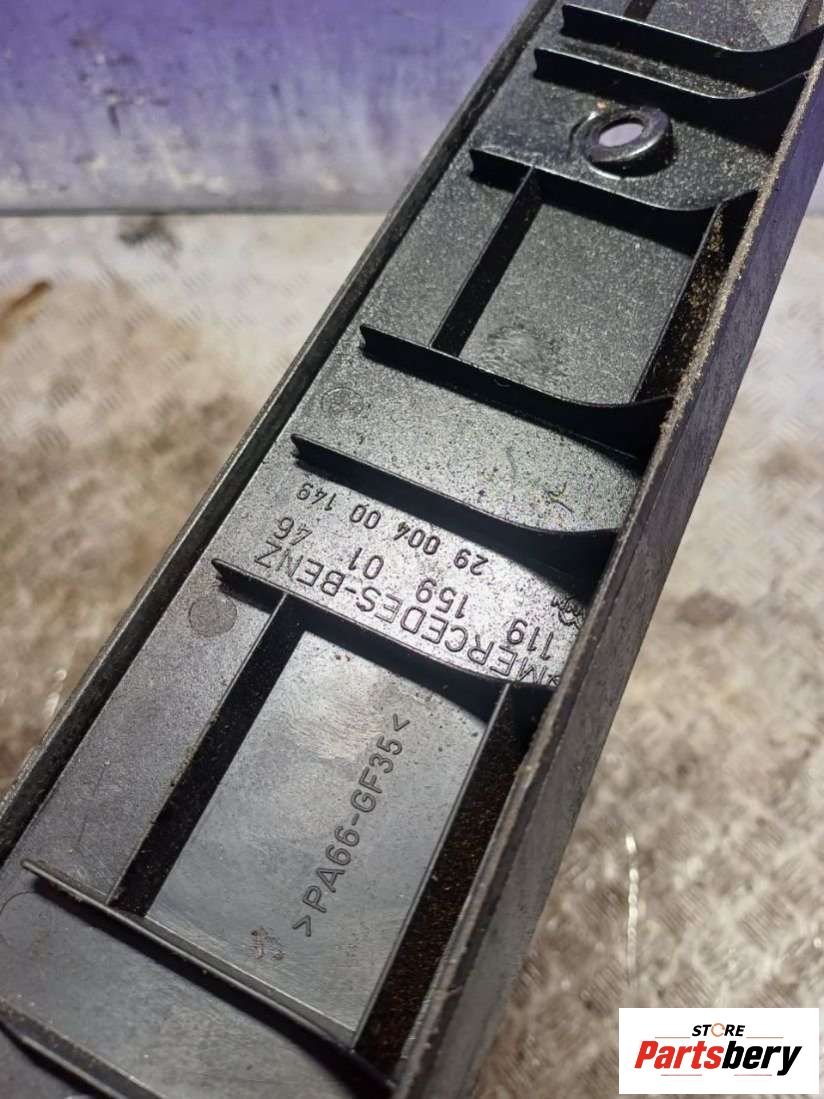 MERCEDES-BENZ
119 159 01 46
29 004 00 149
>PA66-GF35<
STORE
Partsbery